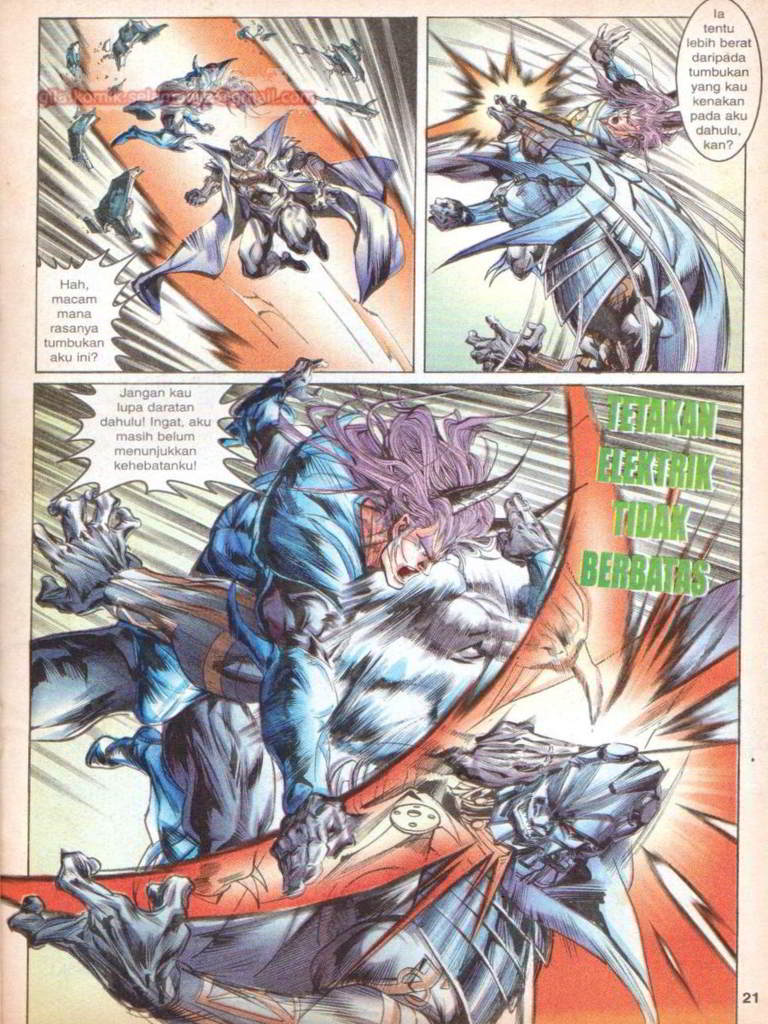 Hah,
macam
mana
rasanya
tumbukan
aku ini?
Ia
tentu
lebih berat
daripada
tumbukan
yang kau
kenakan
pada aku
dahulu,
kan?
Jangan kau
lupa daratan
dahulu! Ingat, aku
masih belum
menunjukkan
kehebatanku!
TETAKAN
ELEKTRIK
TIDAK
BERBATAS
21